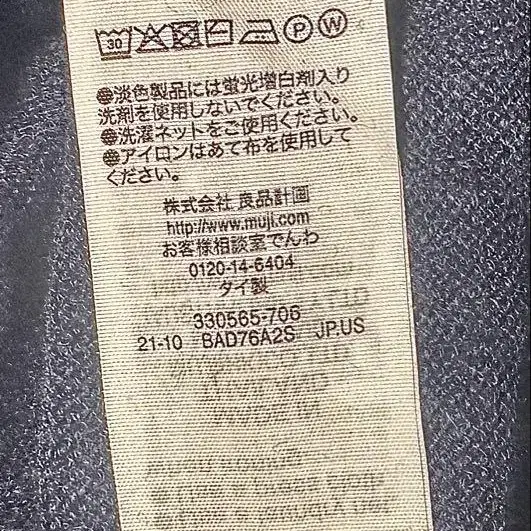 30 P W
●淡色製品には蛍光増白剤入り
洗剤を使用しないでください。
●洗濯ネットをご使用ください。
●アイロンはあて布を使用して
ください。
株式会社 良品計画
http://www.muji.com
お客様相談室でんわ
0120-14-6404
タイ製
330565-706
21-10 BAD76A2S JP.US